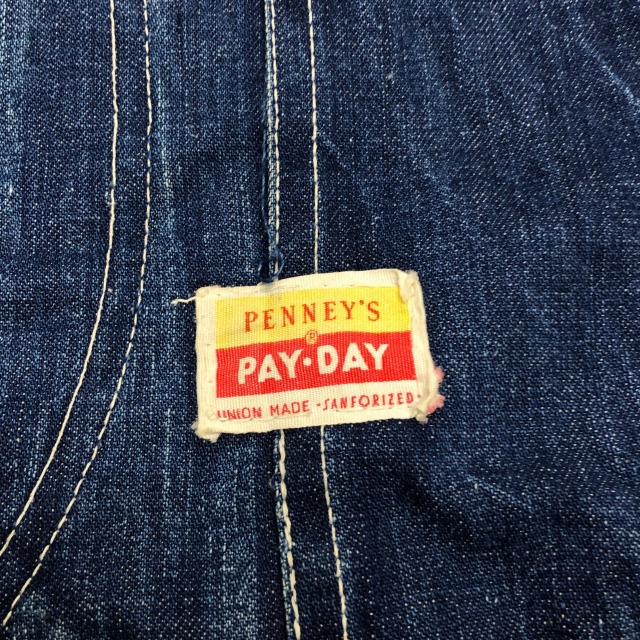 PENNEY'S
®
PAY·DAY
UNION MADE · SANFORIZED ·